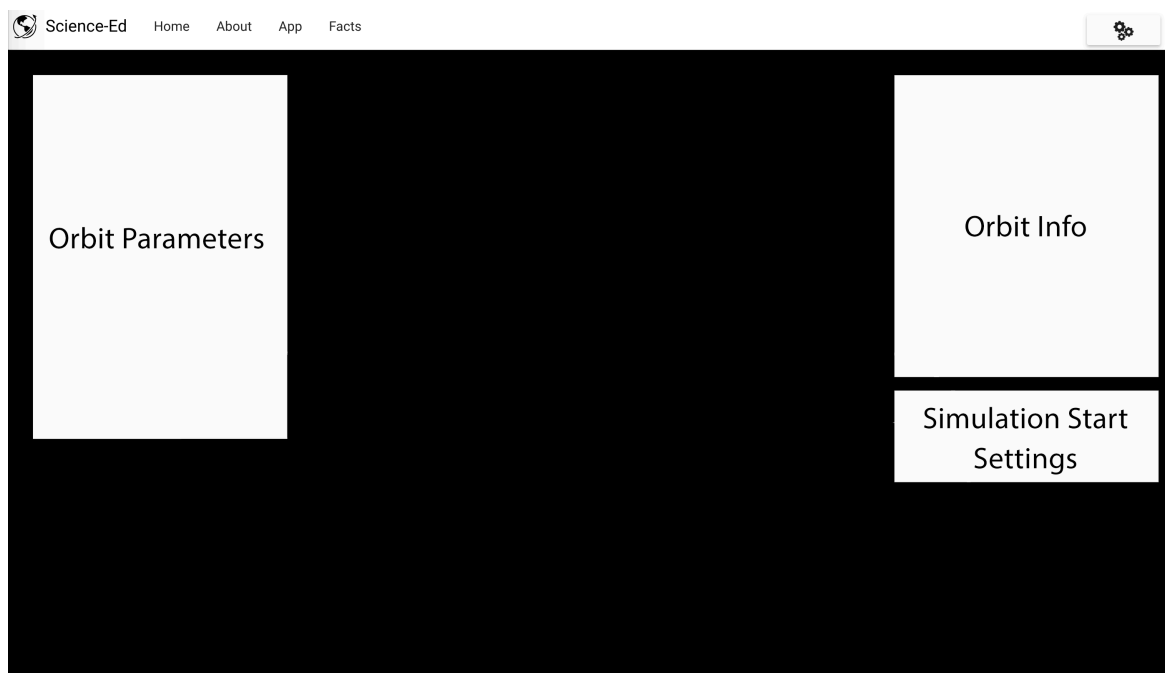 Science-Ed Home About App Facts
Orbit Parameters
Orbit Info
Simulation Start
Settings